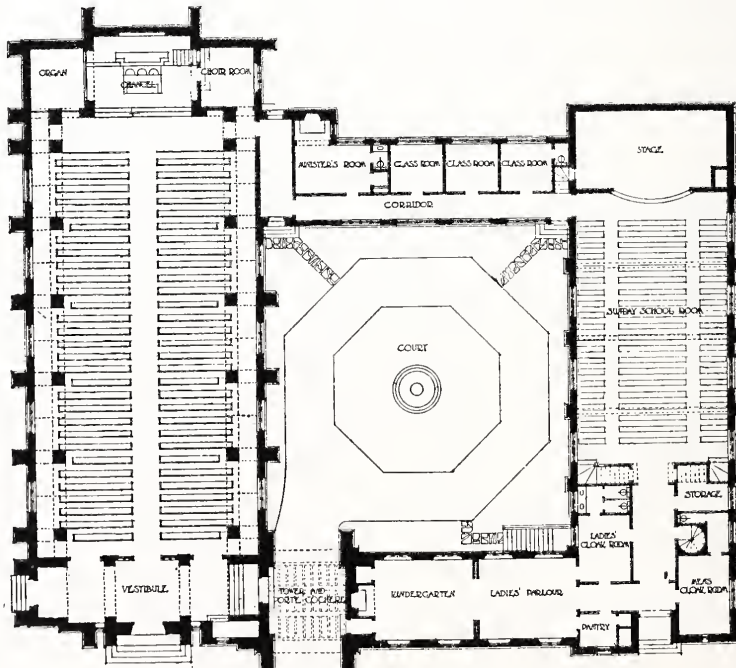 ORGAN
CHANCEL
CHOIR ROOM
MINISTER'S ROOM
CLASS ROOM
CLASS ROOM
CLASS ROOM
STAGE
CORRIDOR
SUNDAY SCHOOL ROOM
COURT
STORAGE
LADIES'
CLOAK ROOM
VESTIBULE
TOWER AND
PORTE-COCHERE
KINDERGARTEN
LADIES' PARLOUR
MEN'S
CLOAK ROOM
PANTRY